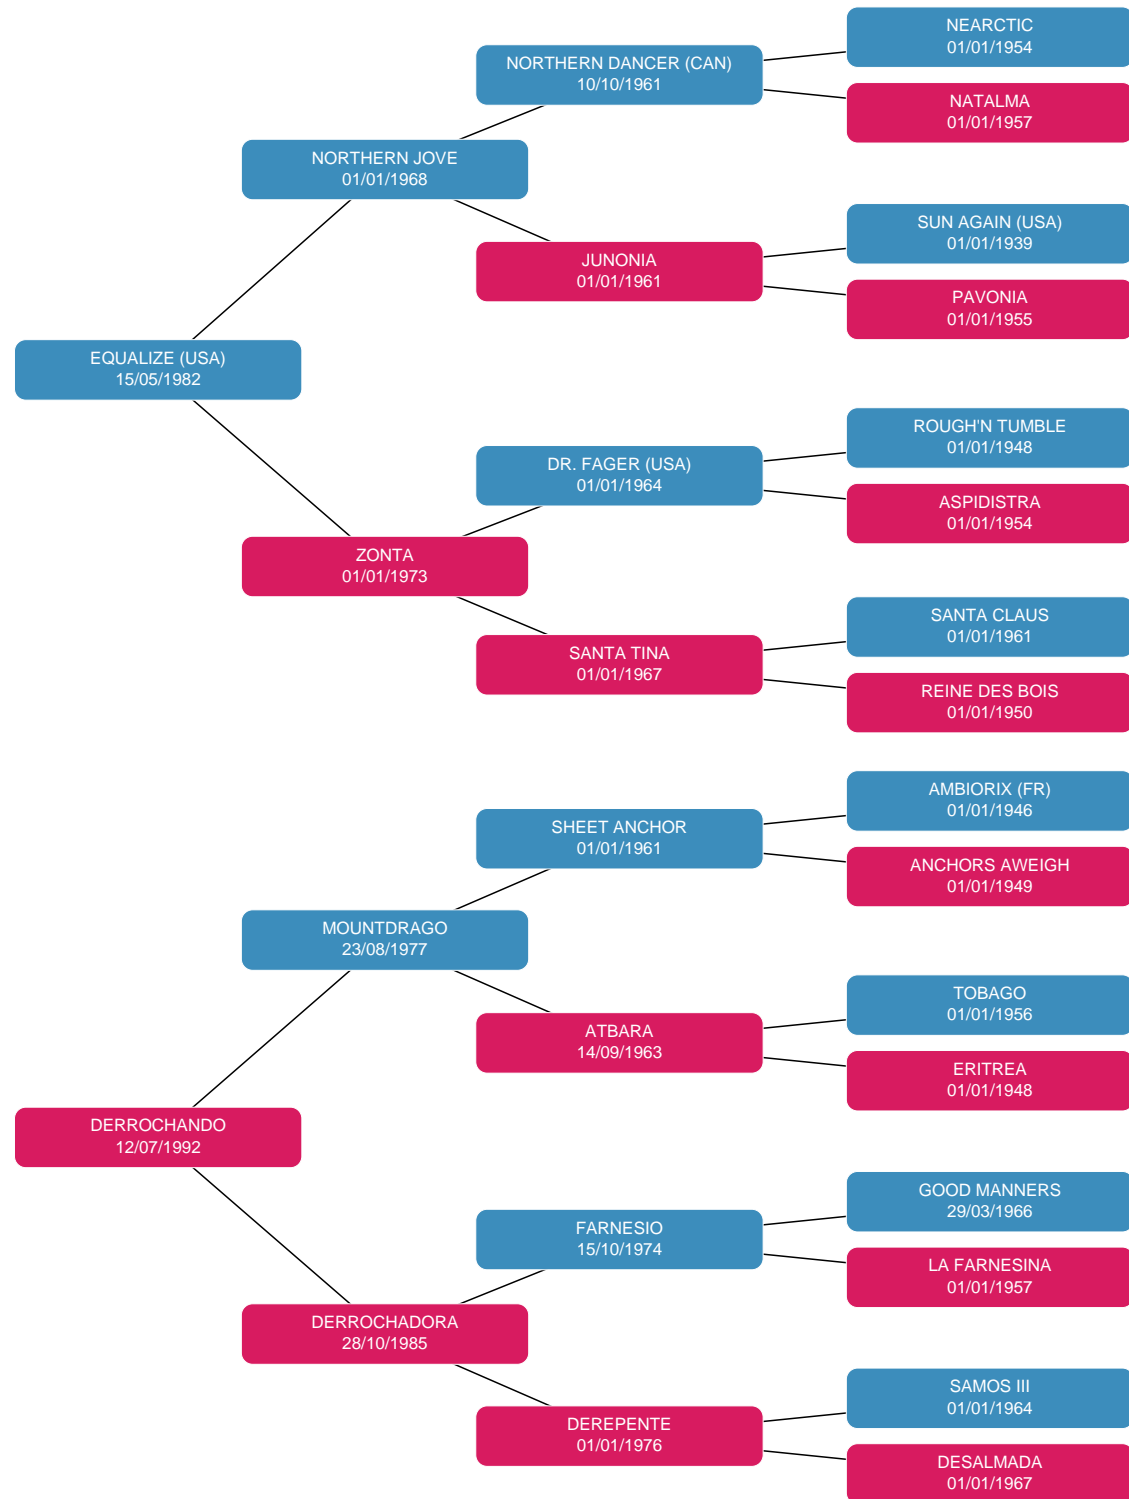 NEARCTIC
01/01/1954
NORTHERN DANCER (CAN)
10/10/1961
NATALMA
01/01/1957
NORTHERN JOVE
01/01/1968
SUN AGAIN (USA)
01/01/1939
JUNONIA
01/01/1961
PAVONIA
01/01/1955
EQUALIZE (USA)
15/05/1982
ROUGH'N TUMBLE
01/01/1948
DR. FAGER (USA)
01/01/1964
ASPIDISTRA
01/01/1954
ZONTA
01/01/1973
SANTA CLAUS
01/01/1961
SANTA TINA
01/01/1967
REINE DES BOIS
01/01/1950
AMBIORIX (FR)
01/01/1946
SHEET ANCHOR
01/01/1961
ANCHORS AWEIGH
01/01/1949
MOUNTDRAGO
23/08/1977
TOBAGO
01/01/1956
ATBARA
14/09/1963
ERITREA
01/01/1948
DERROCHANDO
12/07/1992
GOOD MANNERS
29/03/1966
FARNESIO
15/10/1974
LA FARNESINA
01/01/1957
DERROCHADORA
28/10/1985
SAMOS III
01/01/1964
DEREPENTE
01/01/1976
DESALMADA
01/01/1967